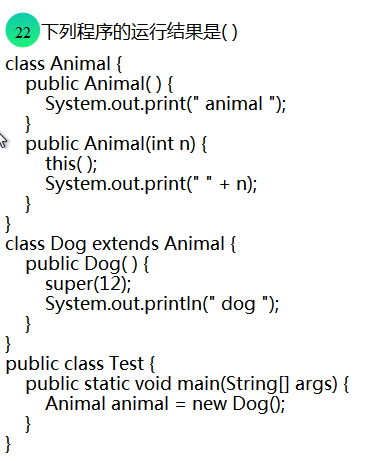 22 下列程序的运行结果是( )
class Animal {
    public Animal( ) {
        System.out.print(" animal ");
    }
    public Animal(int n) {
        this( );
        System.out.print(" " + n);
    }
}
class Dog extends Animal {
    public Dog( ) {
        super(12);
        System.out.println(" dog ");
    }
}
public class Test {
    public static void main(String[] args) {
        Animal animal = new Dog();
    }
}